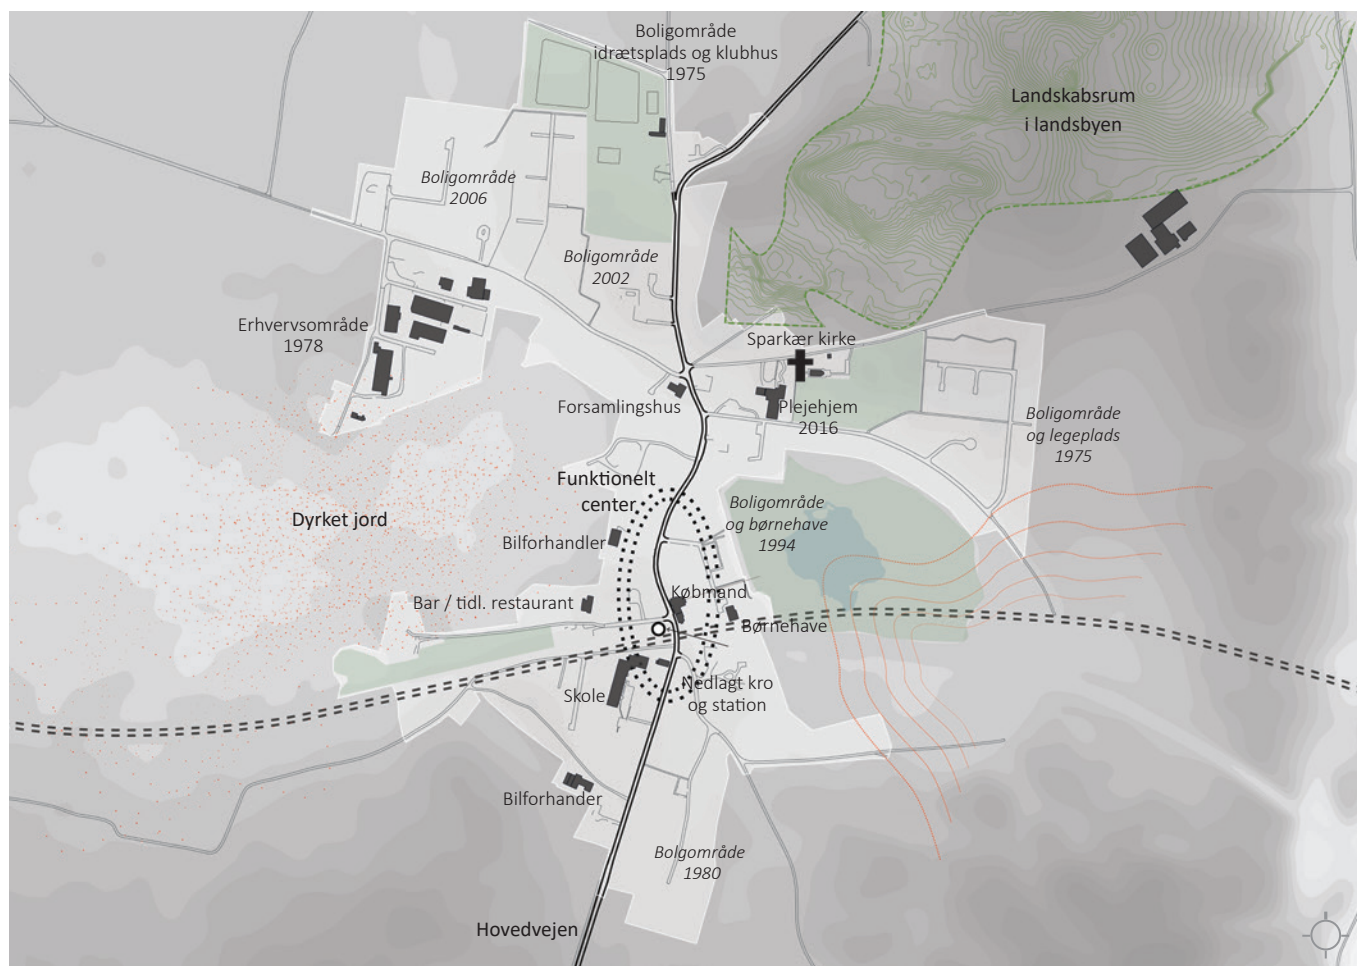 Boligområde
idrætsplads og klubhus
1975
Landskabsrum
i landsbyen
Boligområde
2006
Boligområde
2002
Erhvervsområde
1978
Sparkær kirke
Forsamlingshus
Plejehjem
2016
Boligområde
og legeplads
1975
Funktionelt
center
Boligområde
og børnehave
1994
Dyrket jord
Bilforhandler
Købmand
Bar / tidl. restaurant
Børnehave
Skole
Nedlagt kro
og station
Bilforhander
Bolgområde
1980
Hovedvejen